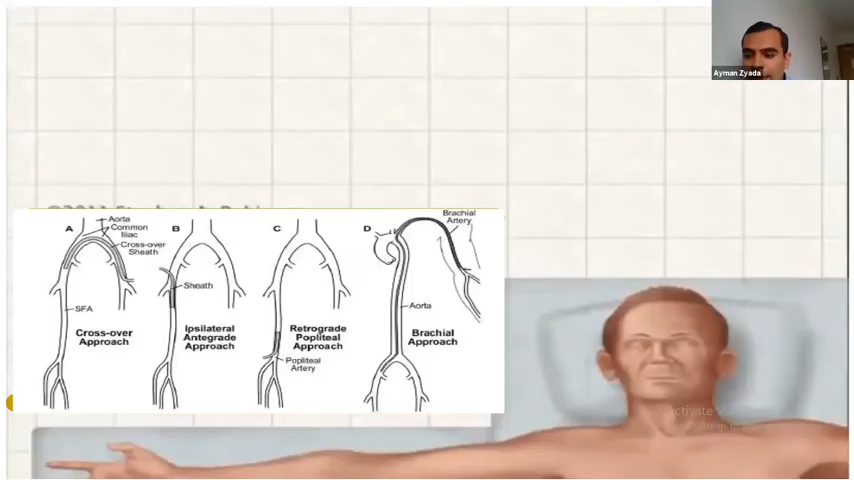 Ayman Zyada
A
Aorta
Common
Iliac
Cross-over
Sheath
SFA
Cross-over
Approach
B
Sheath
Ipsilateral
Antegrade
Approach
C
Retrograde
Popliteal
Approach
Popliteal
Artery
D
Brachial
Artery
Aorta
Brachial
Approach